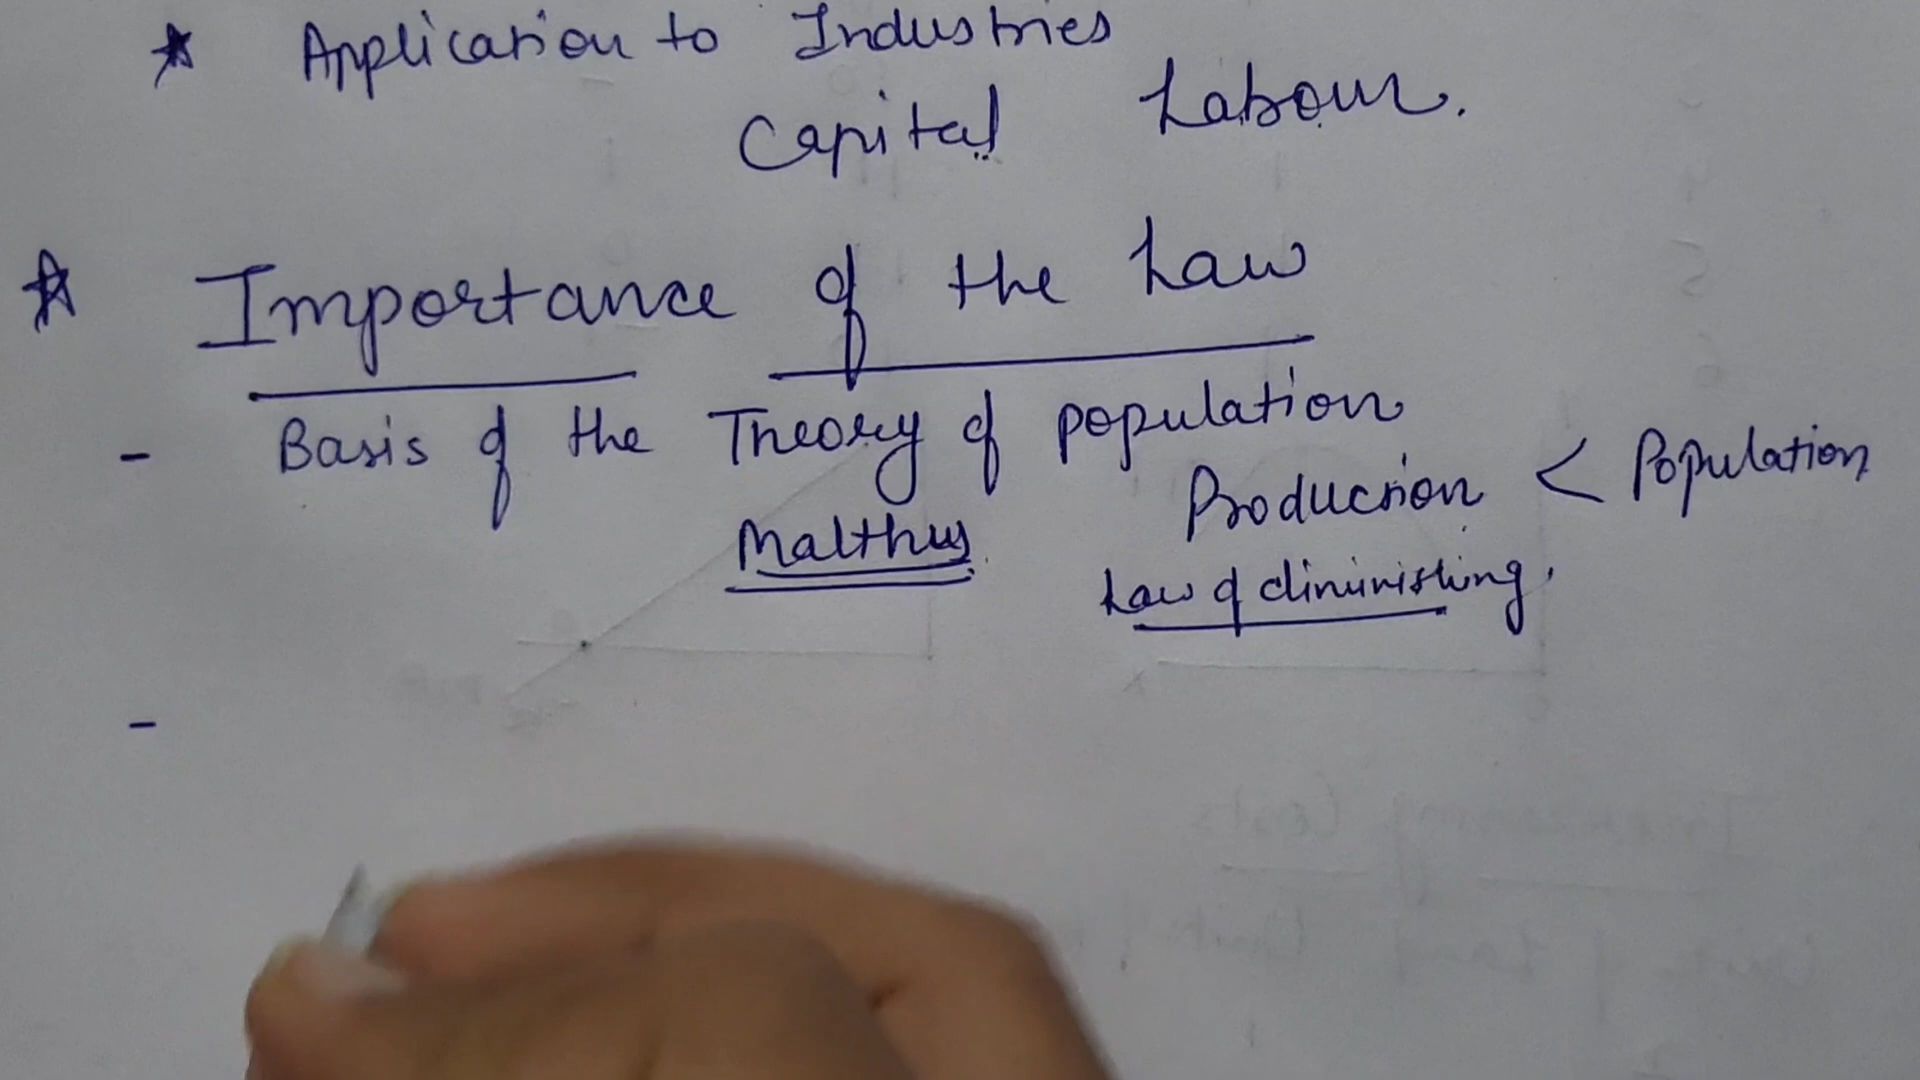 ★ Application to Industries
Capital Labour.
☆ Importance of the Law
- Basis of the Theory of population
Production < Population
Malthus
Law of diminishing.
-